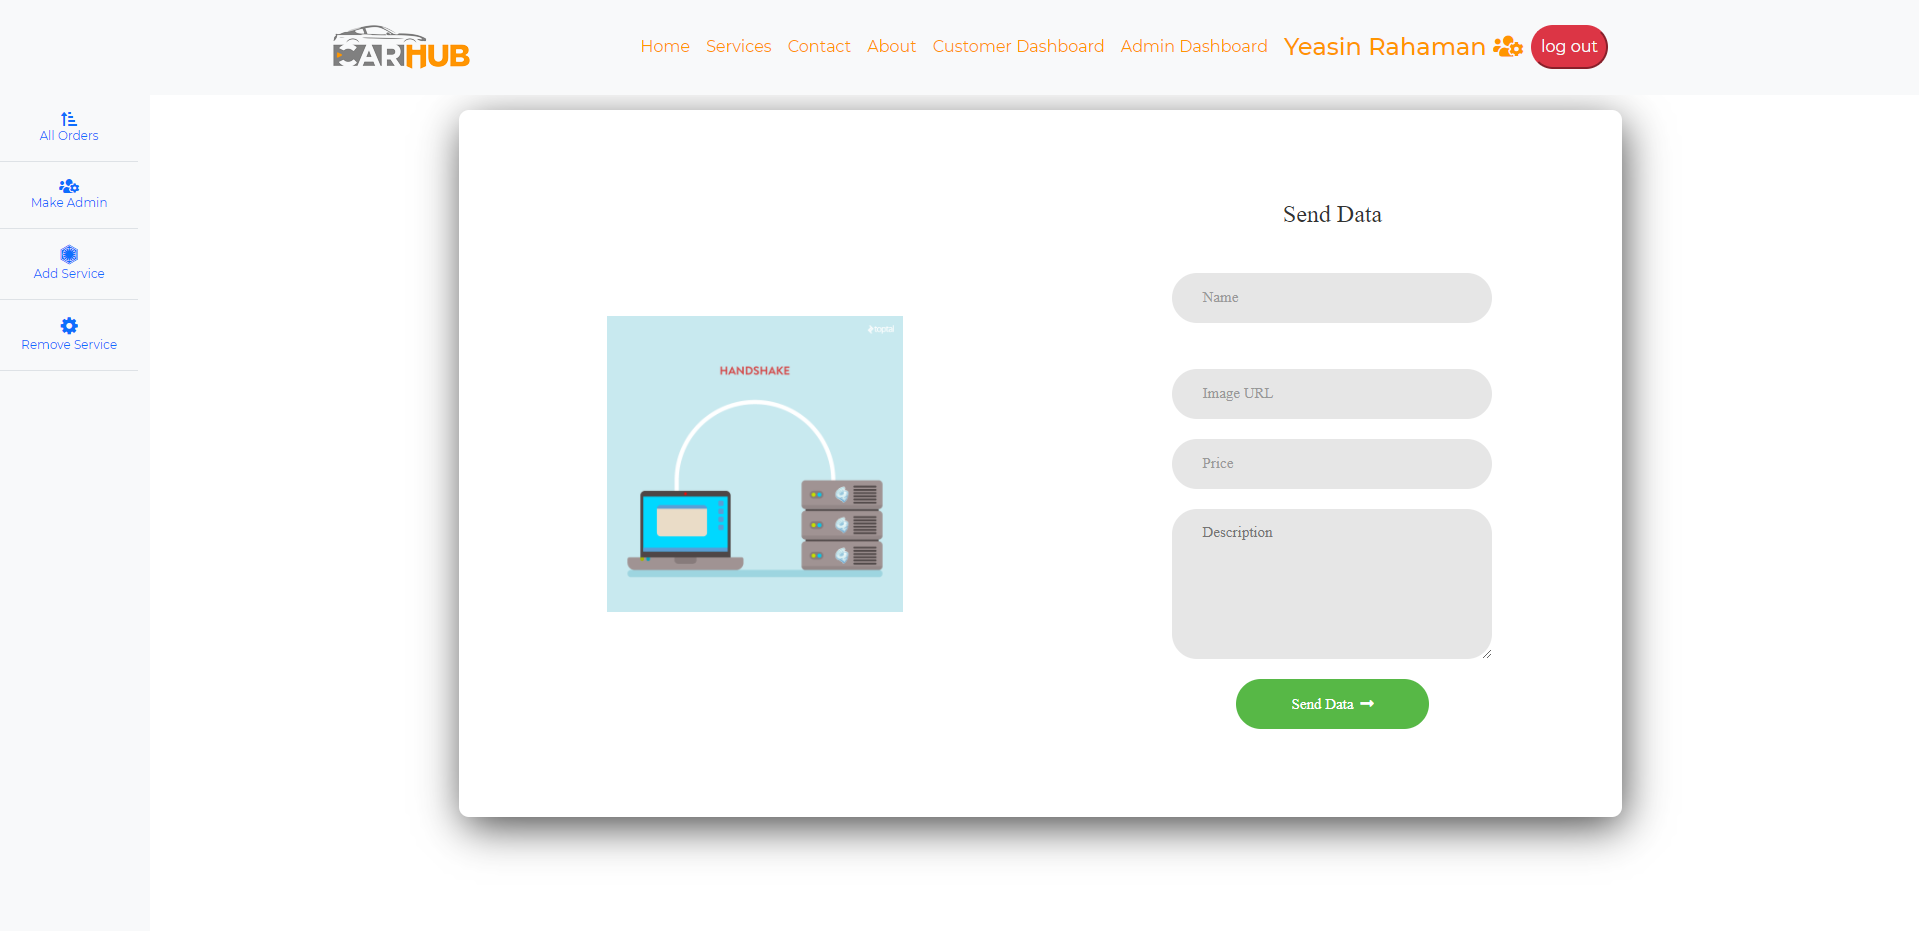 CARHUB
Home Services Contact About Customer Dashboard Admin Dashboard Yeasin Rahaman log out
All Orders
Make Admin
Add Service
Remove Service
toptal
HANDSHAKE
Send Data
Name
Image URL
Price
Description
Send Data